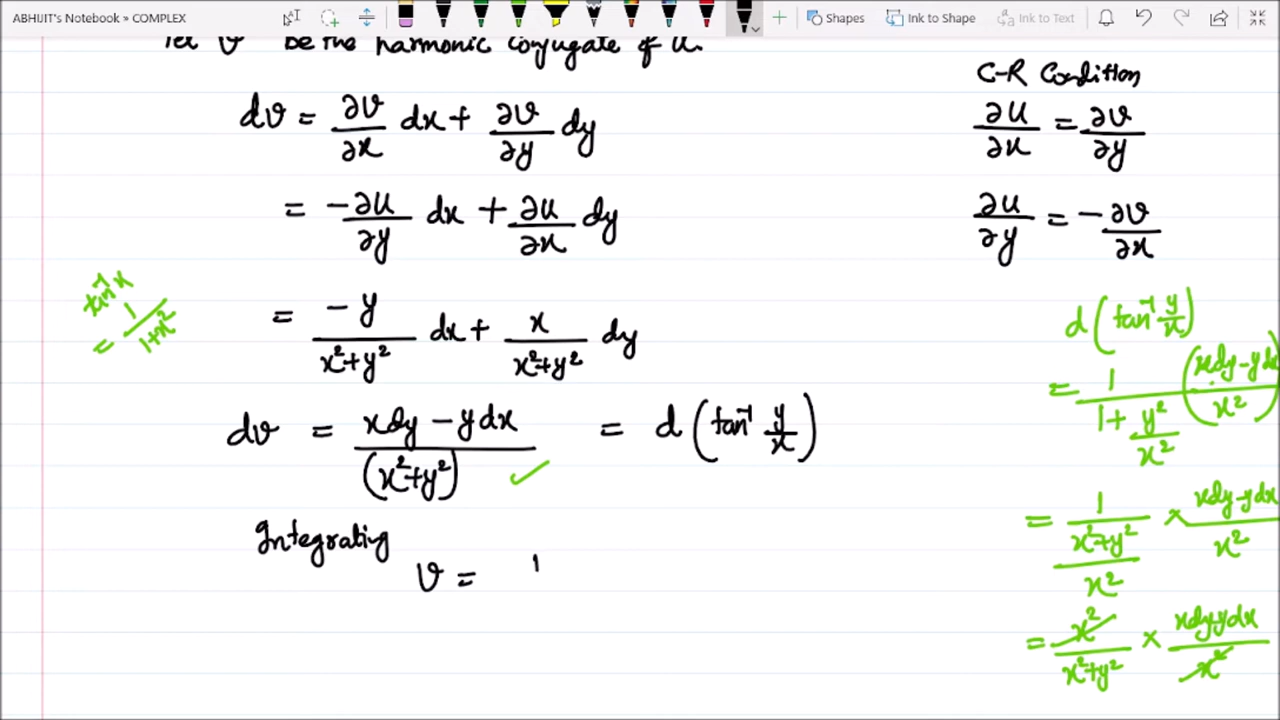 ABHIJIT's Notebook » COMPLEX
Shapes
Ink to Shape
Ink to Text
let v be the harmonic conjugate of u.
dv = ∂v/∂x dx + ∂v/∂y dy
= -∂u/∂y dx + ∂u/∂x dy
= -y/(x²+y²) dx + x/(x²+y²) dy
dv = (xdy - ydx)/(x²+y²) ✓ = d(tan⁻¹ y/x)
Integrating
v =
C-R Condition
∂u/∂x = ∂v/∂y
∂u/∂y = -∂v/∂x
tan⁻¹x
= 1/(1+x²)
d(tan⁻¹ y/x)
= 1/(1 + y²/x²) (xdy-ydx/x²)
= 1/((x²+y²)/x²) × (xdy-ydx)/x²
= x²/(x²+y²) × (xdy-ydx)/x²